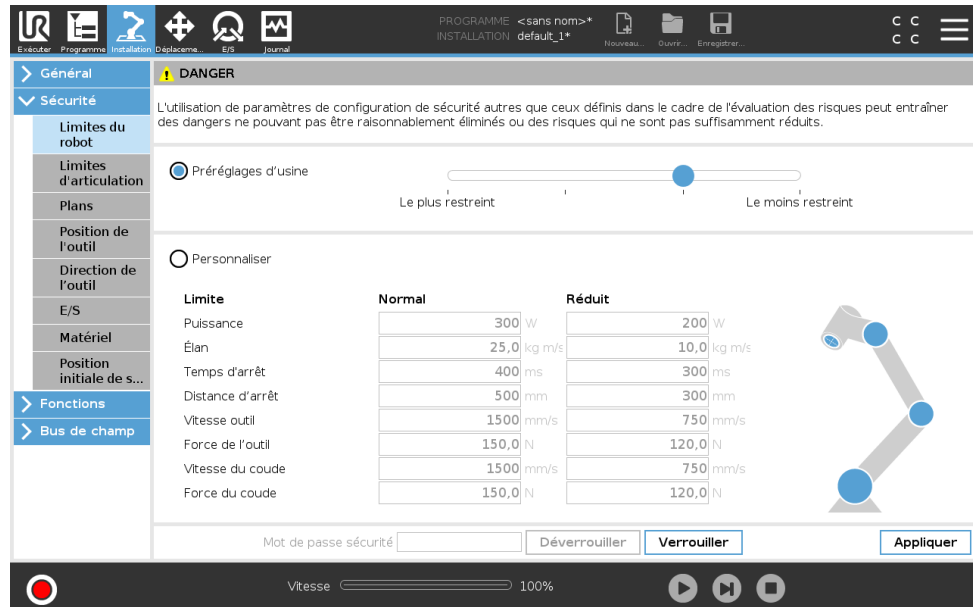 PROGRAMME <sans nom>*
INSTALLATION default_1*
Exécuter Programme Installation Déplaceme... E/S Journal Nouveau... Ouvrir... Enregistrer...
C C
C C
Général
Sécurité
Limites du
robot
Limites
d'articulation
Plans
Position de
l'outil
Direction de
l'outil
E/S
Matériel
Position
initiale de s...
Fonctions
Bus de champ
DANGER
L'utilisation de paramètres de configuration de sécurité autres que ceux définis dans le cadre de l'évaluation des risques peut entraîner
des dangers ne pouvant pas être raisonnablement éliminés ou des risques qui ne sont pas suffisamment réduits.
Préréglages d'usine
Le plus restreint Le moins restreint
Personnaliser
Limite Normal Réduit
Puissance 300 W 200 W
Élan 25,0 kg m/s 10,0 kg m/s
Temps d'arrêt 400 ms 300 ms
Distance d'arrêt 500 mm 300 mm
Vitesse outil 1500 mm/s 750 mm/s
Force de l'outil 150,0 N 120,0 N
Vitesse du coude 1500 mm/s 750 mm/s
Force du coude 150,0 N 120,0 N
Mot de passe sécurité Déverrouiller Verrouiller Appliquer
Vitesse 100%